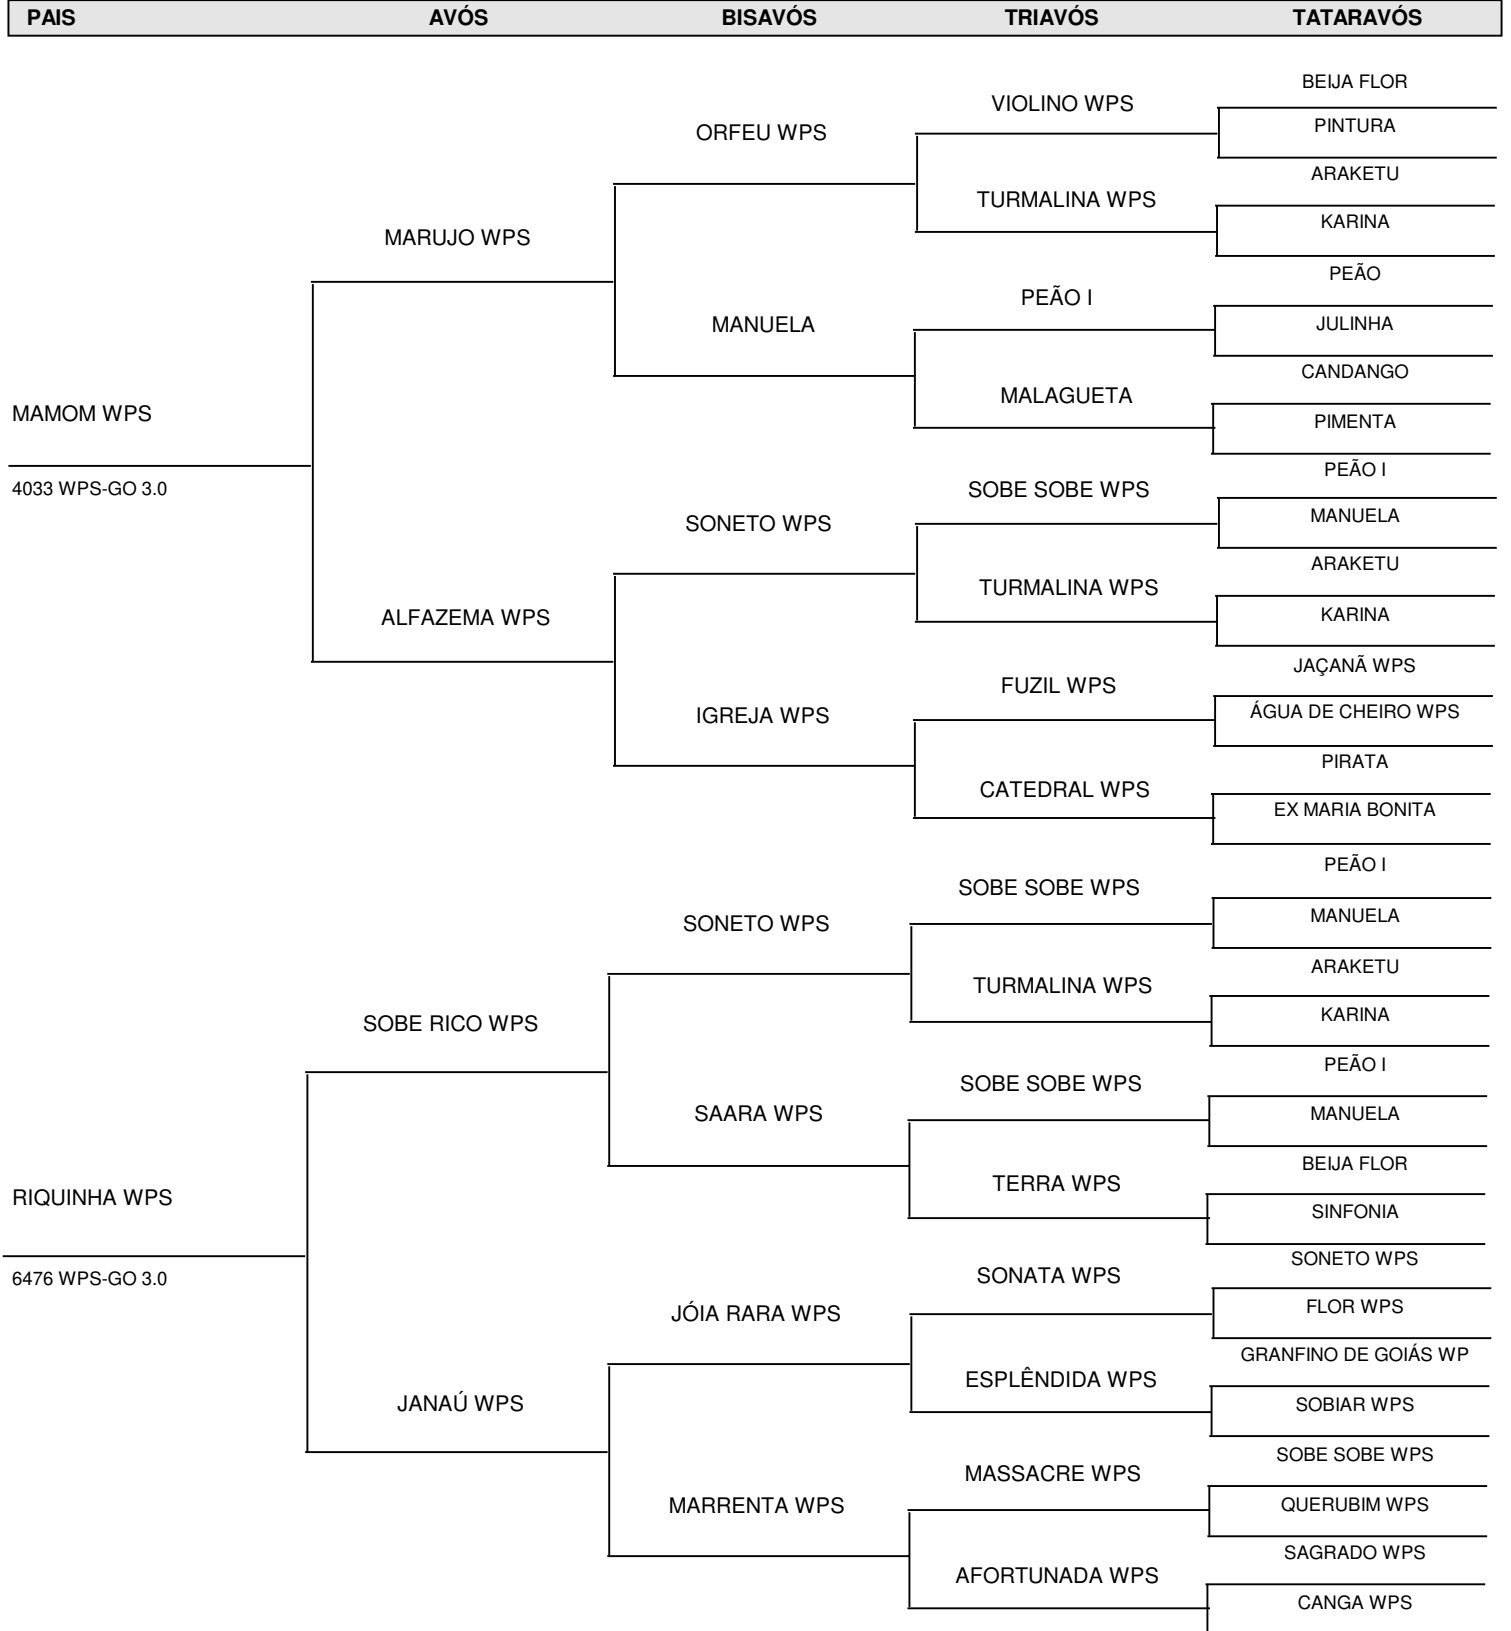 PAIS AVÓS BISAVÓS TRIAVÓS TATARAVÓS
BEIJA FLOR
VIOLINO WPS
PINTURA
ORFEU WPS
ARAKETU
TURMALINA WPS
KARINA
MARUJO WPS
PEÃO
PEÃO I
JULINHA
MANUELA
CANDANGO
MALAGUETA
MAMOM WPS
PIMENTA
PEÃO I
4033 WPS-GO 3.0
SOBE SOBE WPS
MANUELA
SONETO WPS
ARAKETU
TURMALINA WPS
KARINA
ALFAZEMA WPS
JAÇANÃ WPS
FUZIL WPS
ÁGUA DE CHEIRO WPS
IGREJA WPS
PIRATA
CATEDRAL WPS
EX MARIA BONITA
PEÃO I
SOBE SOBE WPS
MANUELA
SONETO WPS
ARAKETU
TURMALINA WPS
KARINA
SOBE RICO WPS
PEÃO I
SOBE SOBE WPS
MANUELA
SAARA WPS
BEIJA FLOR
TERRA WPS
RIQUINHA WPS
SINFONIA
SONETO WPS
6476 WPS-GO 3.0
SONATA WPS
FLOR WPS
JÓIA RARA WPS
GRANFINO DE GOIÁS WP
ESPLÊNDIDA WPS
JANAÚ WPS
SOBIAR WPS
SOBE SOBE WPS
MASSACRE WPS
QUERUBIM WPS
MARRENTA WPS
SAGRADO WPS
AFORTUNADA WPS
CANGA WPS